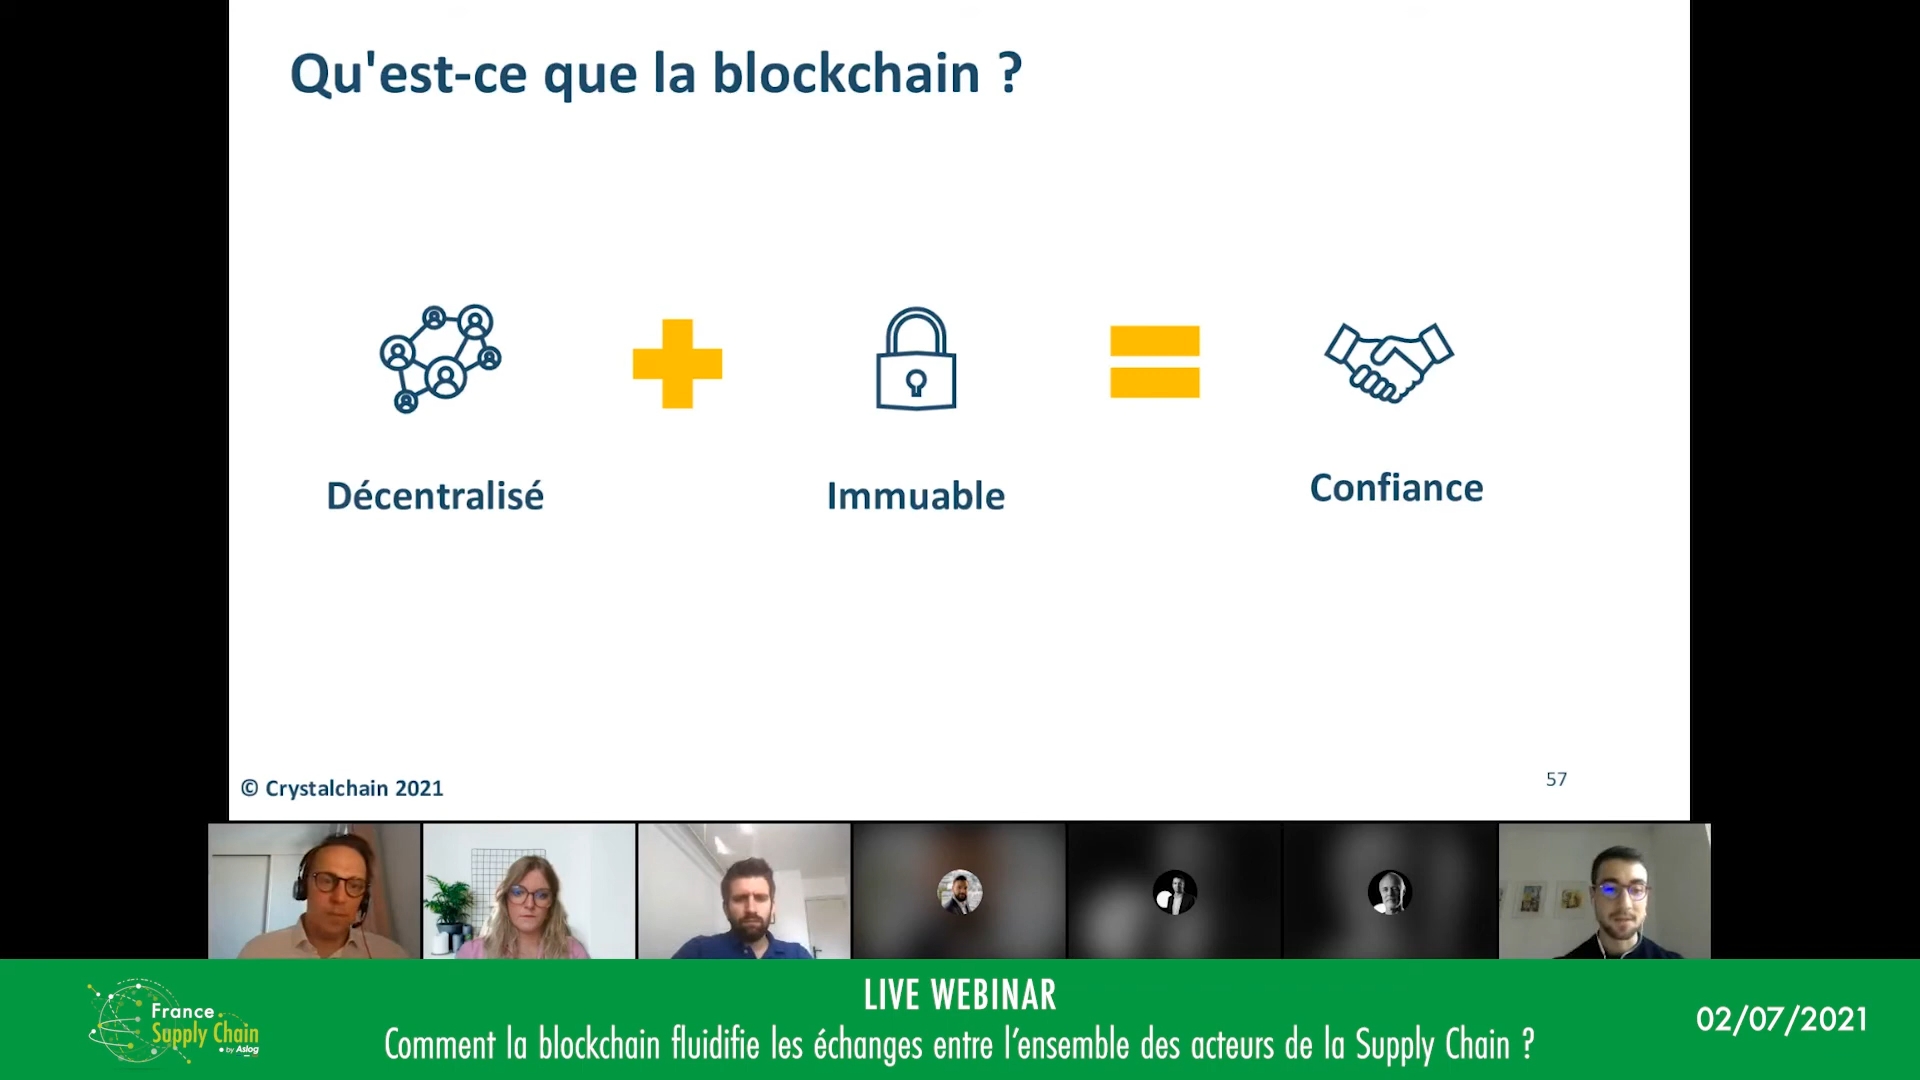 Qu'est-ce que la blockchain ?
Décentralisé
Immuable
Confiance
© Crystalchain 2021
57
France
Supply Chain
by Aslog
LIVE WEBINAR
Comment la blockchain fluidifie les échanges entre l’ensemble des acteurs de la Supply Chain ?
02/07/2021